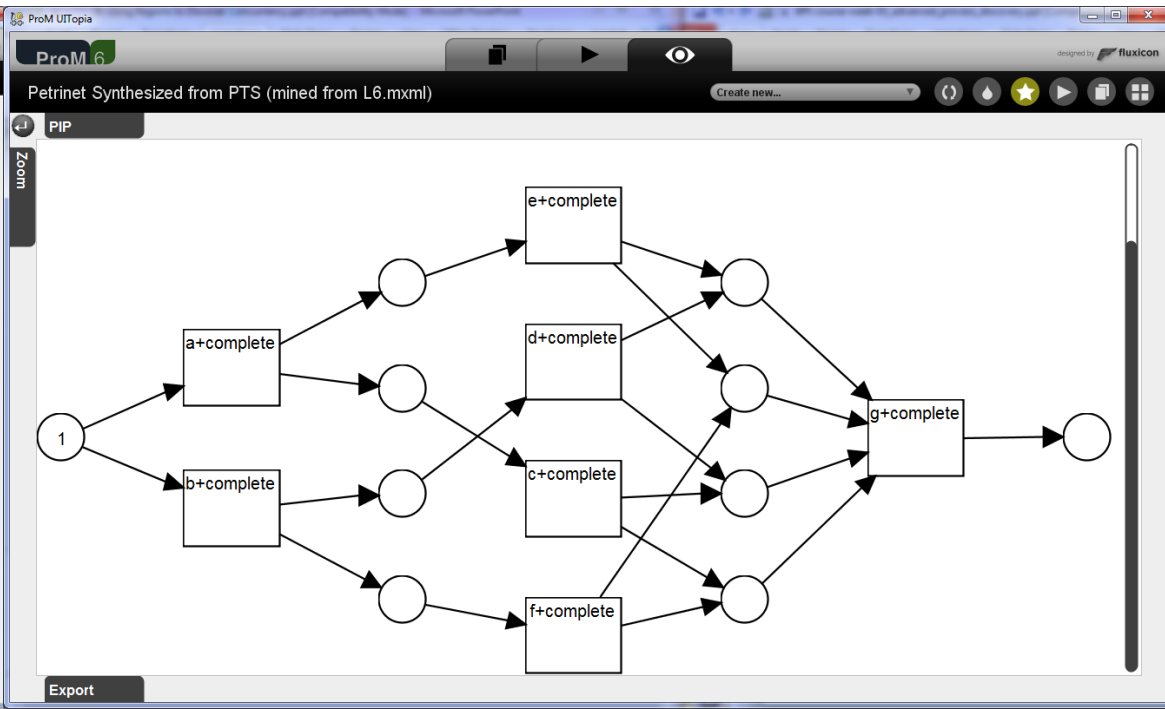 ProM UITopia
ProM 6
designed by fluxicon
Petrinet Synthesized from PTS (mined from L6.mxml)
Create new...
PIP
Zoom
e+complete
a+complete
d+complete
g+complete
1
b+complete
c+complete
f+complete
Export